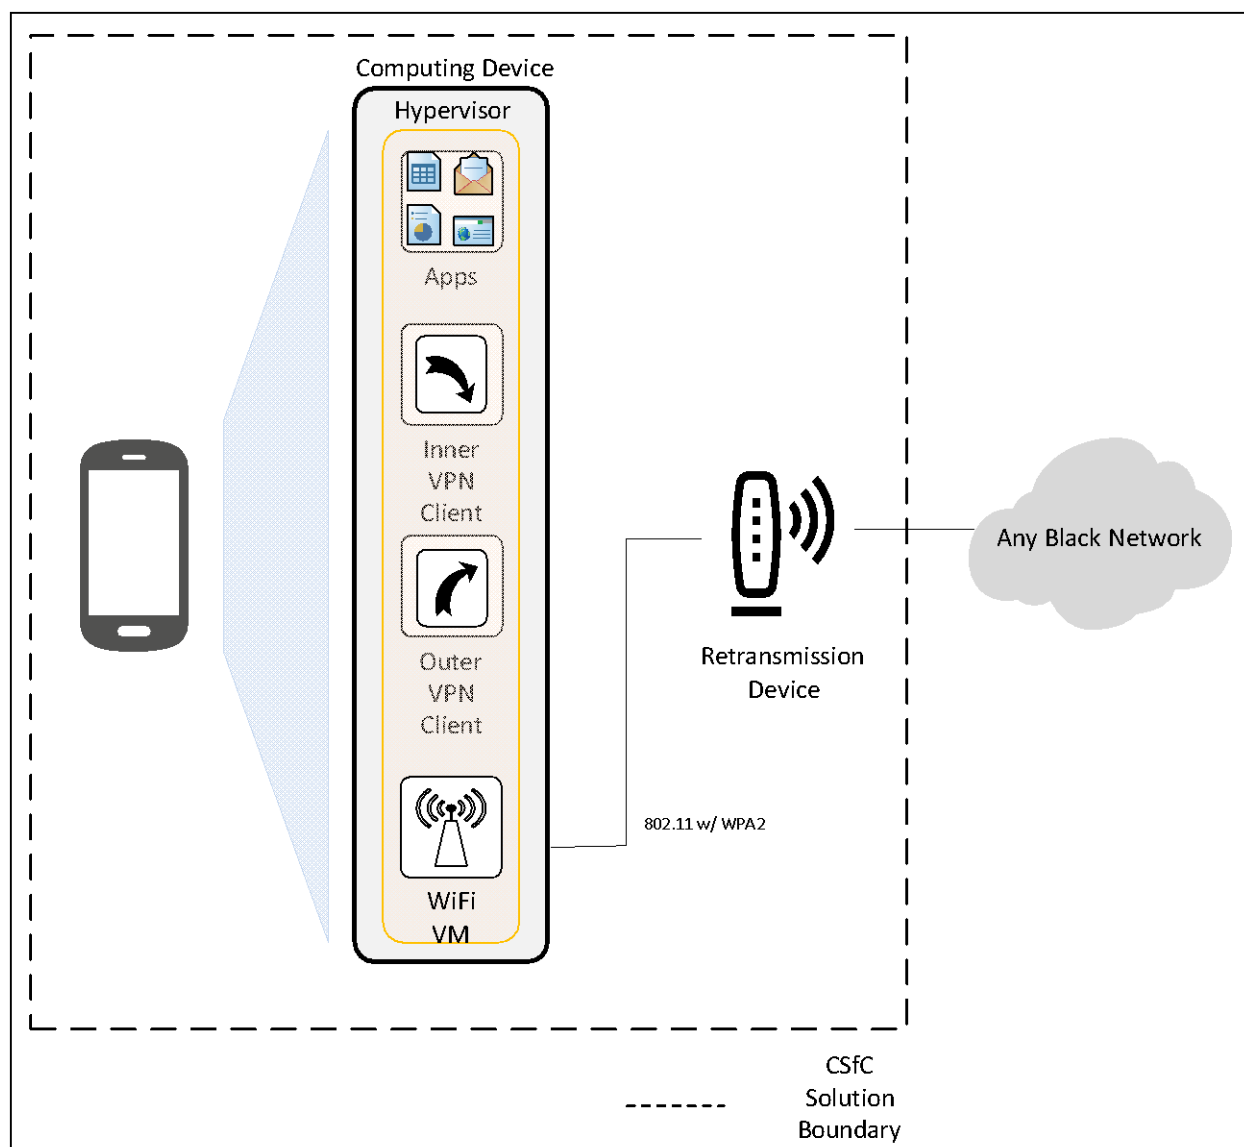 Computing Device
Hypervisor
Apps
Inner
VPN
Client
Outer
VPN
Client
WiFi
VM
802.11 w/ WPA2
Retransmission
Device
Any Black Network
CSfC
Solution
Boundary